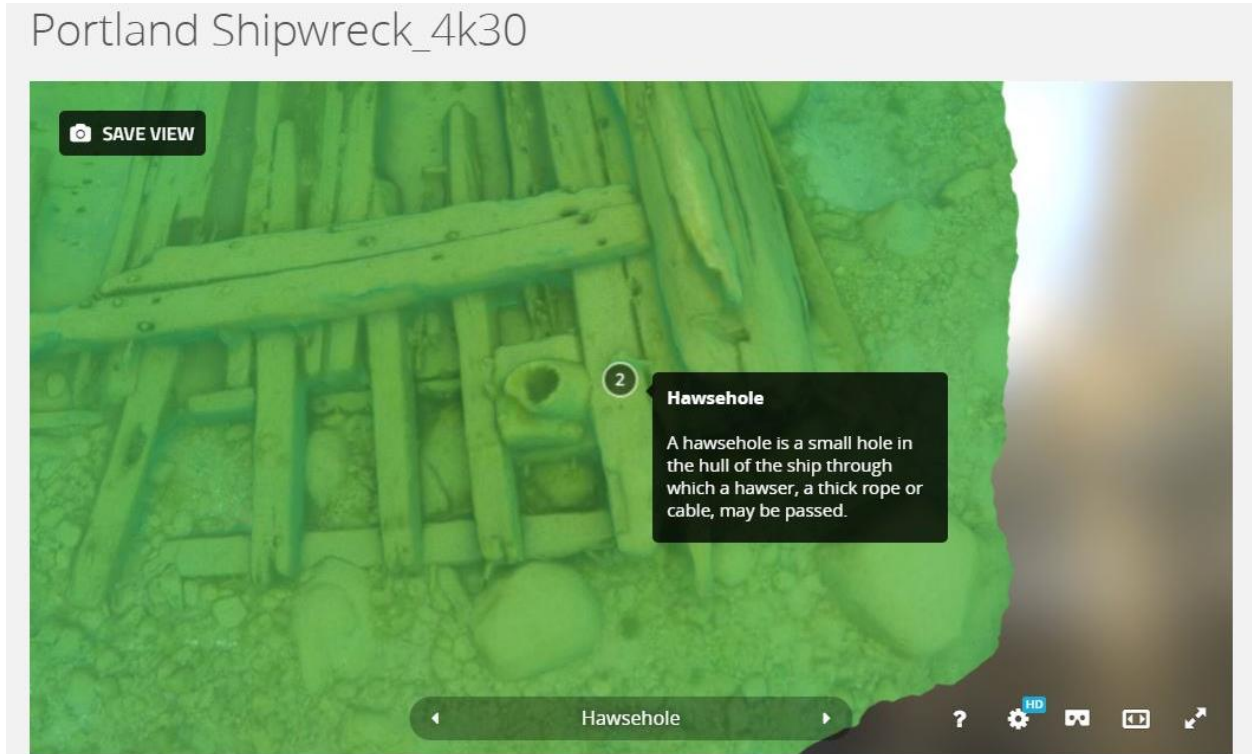 Portland Shipwreck_4k30
SAVE VIEW
2
Hawsehole
A hawsehole is a small hole in
the hull of the ship through
which a hawser, a thick rope or
cable, may be passed.
Hawsehole
?
HD